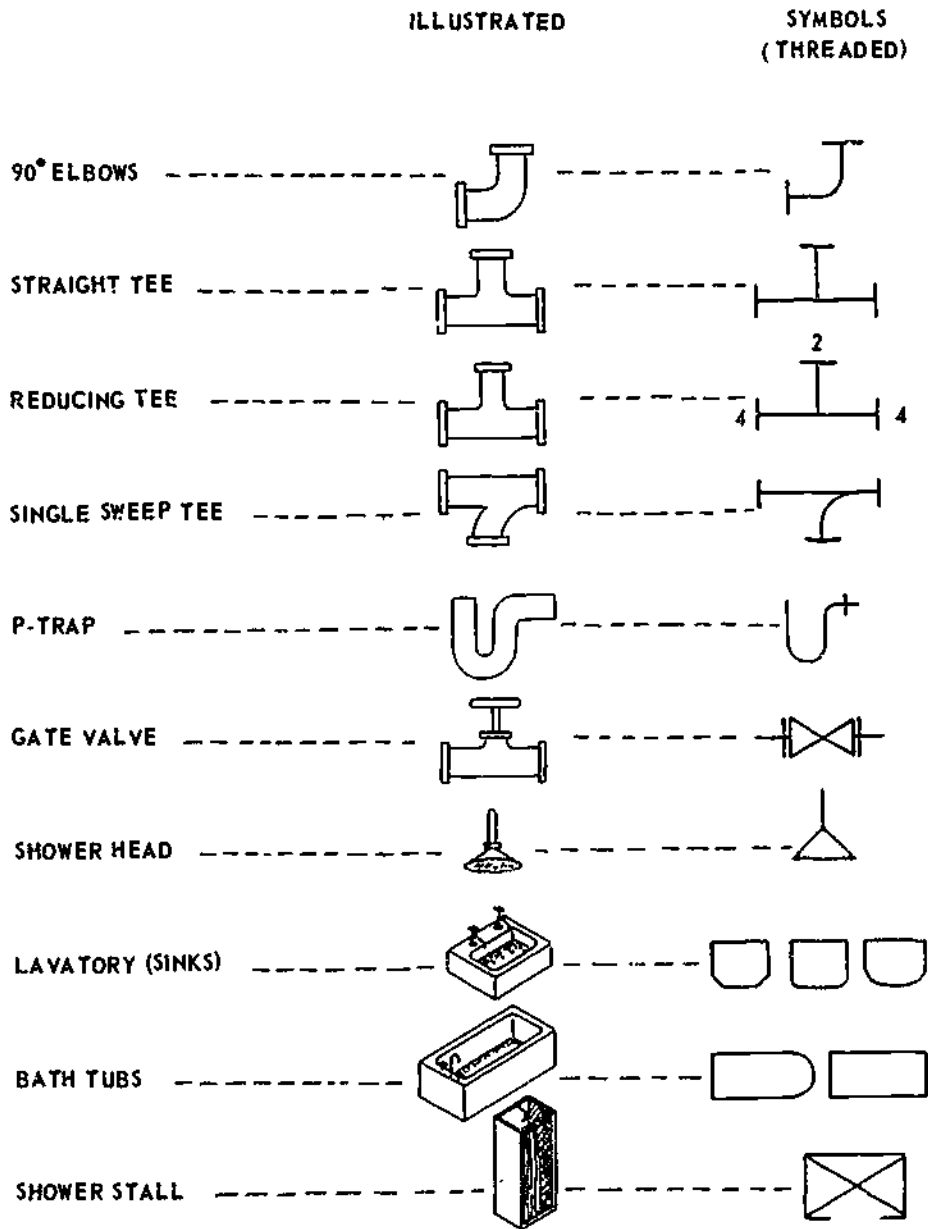 ILLUSTRATED
SYMBOLS
(THREADED)
90° ELBOWS
STRAIGHT TEE
2
REDUCING TEE
4 4
SINGLE SWEEP TEE
P-TRAP
GATE VALVE
SHOWER HEAD
LAVATORY (SINKS)
BATH TUBS
SHOWER STALL